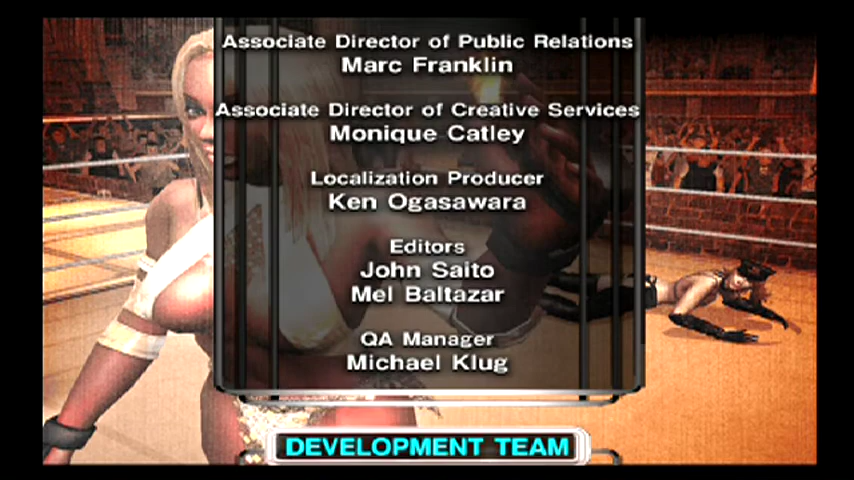 Associate Director of Public Relations
Marc Franklin
Associate Director of Creative Services
Monique Catley
Localization Producer
Ken Ogasawara
Editors
John Saito
Mel Baltazar
QA Manager
Michael Klug
DEVELOPMENT TEAM